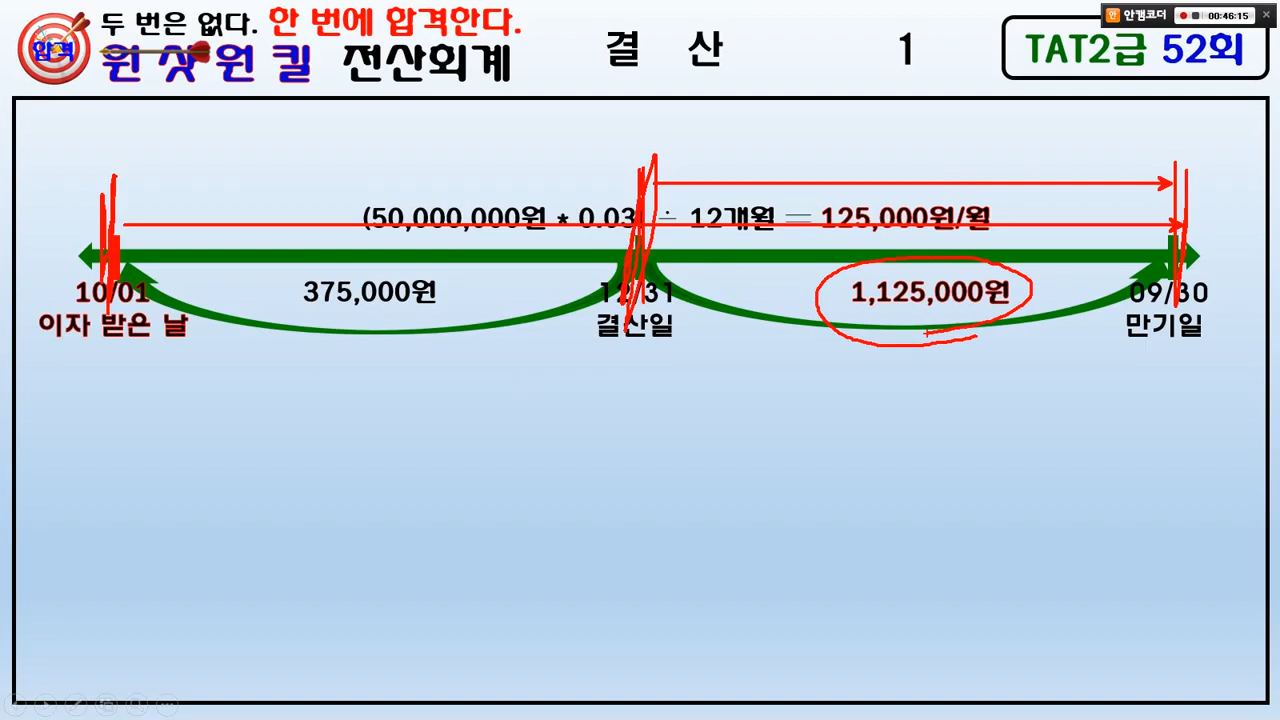 안캠코더 00:46:15
두 번은 없다. 한 번에 합격한다.
합격
원 샷 원 킬 전산회계
결 산 1
TAT2급 52회
(50,000,000원 * 0.03) ÷ 12개월 = 125,000원/월
10/01 375,000원 12/31 1,125,000원 09/30
이자 받은 날 결산일 만기일